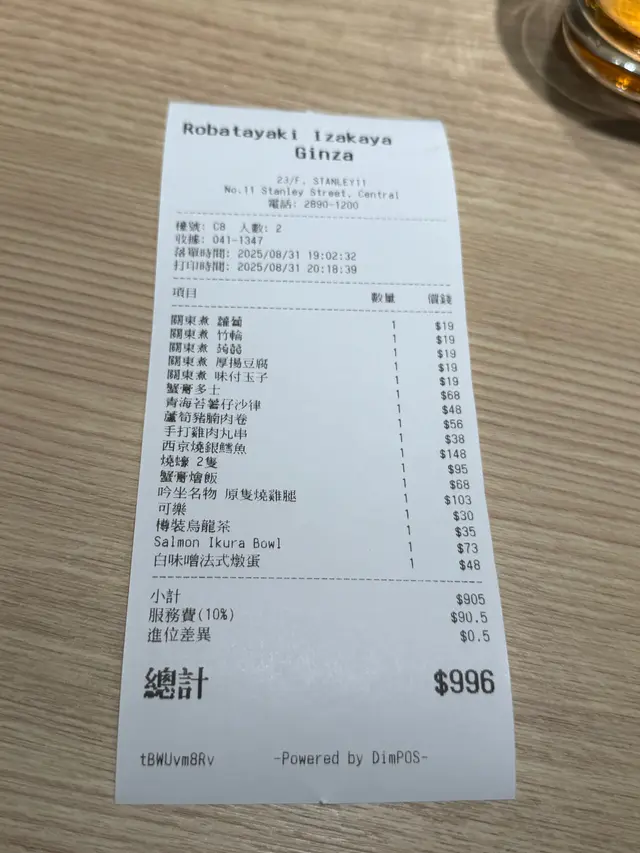 Robatayaki Izakaya
Ginza
23/F, STANLEY11
No.11 Stanley Street, Central
電話: 2890-1200
檯號: C8 人數: 2
收據: 041-1347
落單時間: 2025/08/31 19:02:32
打印時間: 2025/08/31 20:18:39
項目 數量 價錢
關東煮 蘿蔔 1 $19
關東煮 竹輪 1 $19
關東煮 蒟蒻 1 $19
關東煮 厚揚豆腐 1 $19
關東煮 味付玉子 1 $19
蟹膏多士 1 $68
青海苔薯仔沙律 1 $48
蘆筍豬腩肉卷 1 $56
手打雞肉丸串 1 $38
西京燒銀鱈魚 1 $148
燒蠔 2隻 1 $95
蟹膏燴飯 1 $68
吟坐名物 原隻燒雞腿 1 $103
可樂 1 $30
樽裝烏龍茶 1 $35
Salmon Ikura Bowl 1 $73
白味噌法式燉蛋 1 $48
小計 $905
服務費(10%) $90.5
進位差異 $0.5
總計 $996
tBWUvm8Rv -Powered by DimPOS-